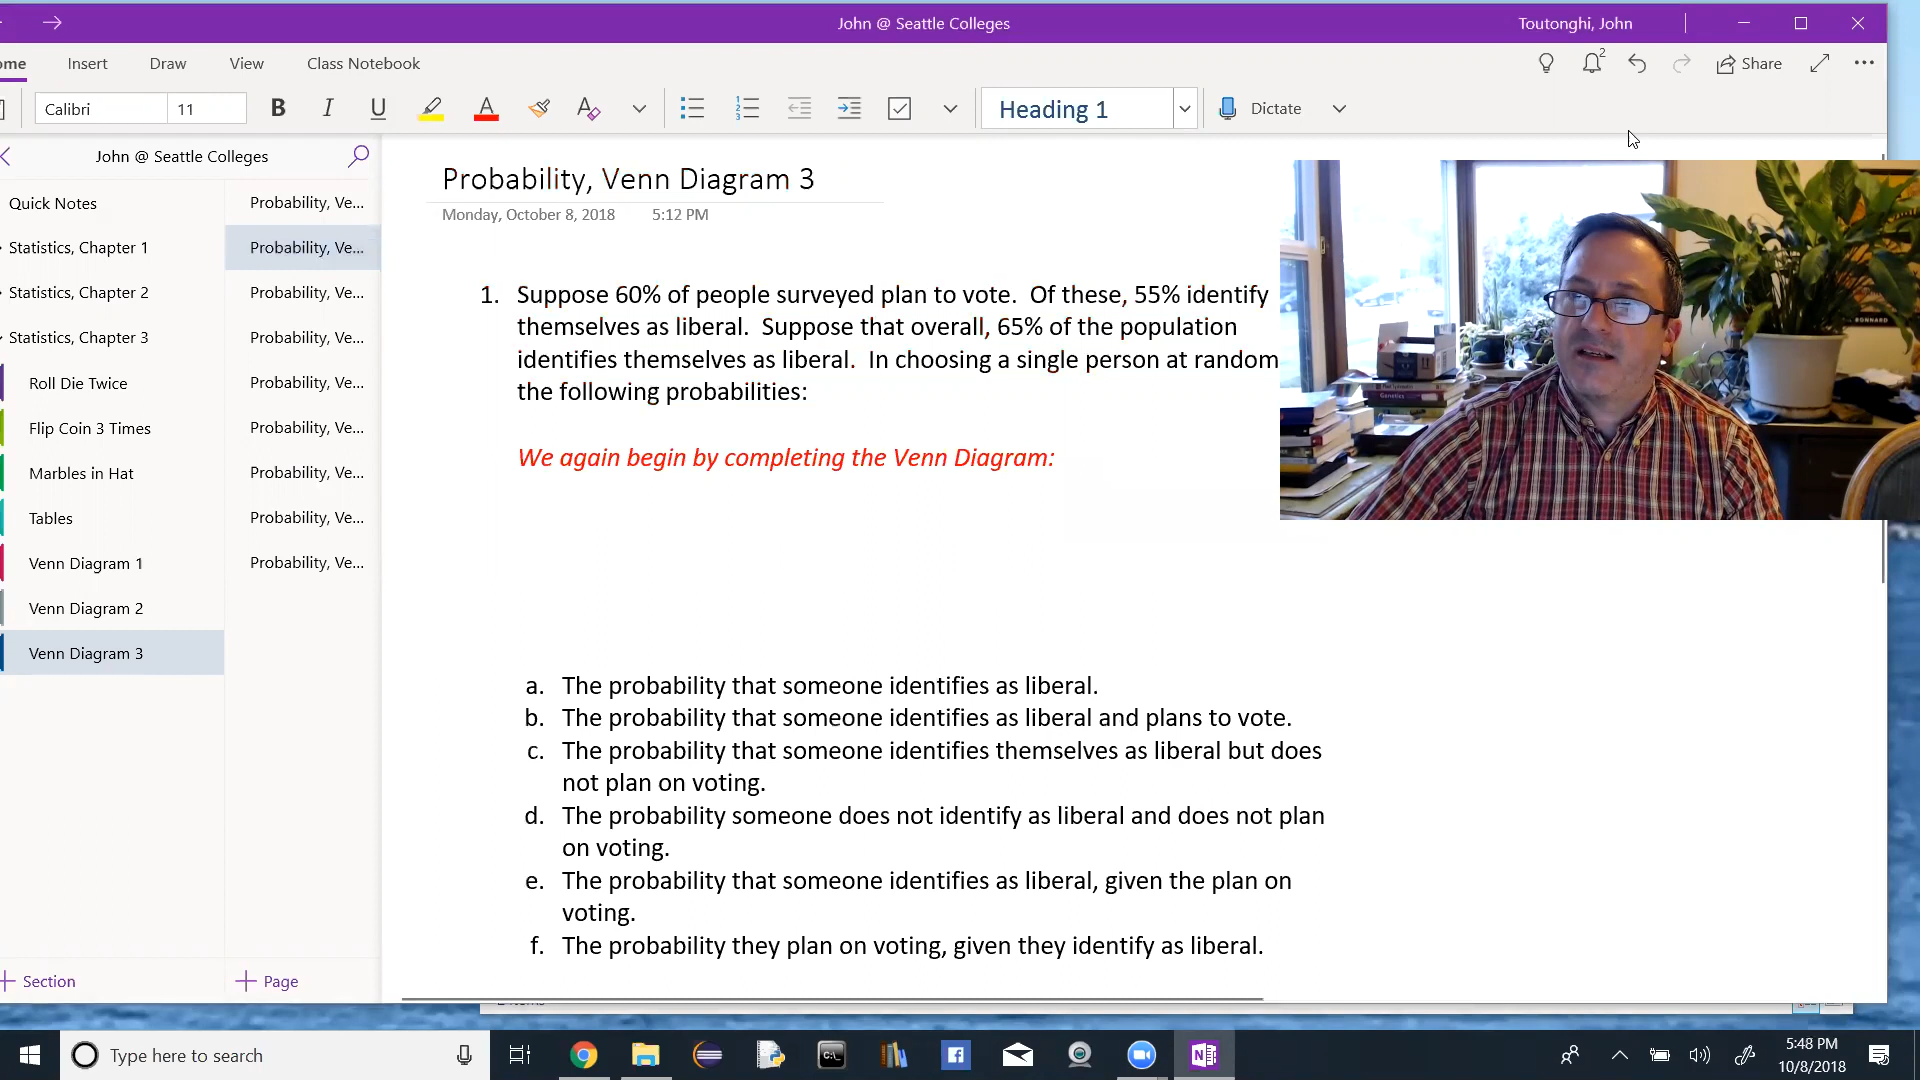 John @ Seattle Colleges
Toutonghi, John
ome
Insert
Draw
View
Class Notebook
2
Share
Calibri
11
B
I
U
A
A
Heading 1
Dictate
John @ Seattle Colleges
Quick Notes
Statistics, Chapter 1
Statistics, Chapter 2
Statistics, Chapter 3
Roll Die Twice
Flip Coin 3 Times
Marbles in Hat
Tables
Venn Diagram 1
Venn Diagram 2
Venn Diagram 3
Section
Probability, Ve...
Probability, Ve...
Probability, Ve...
Probability, Ve...
Probability, Ve...
Probability, Ve...
Probability, Ve...
Probability, Ve...
Probability, Ve...
Page
Probability, Venn Diagram 3
Monday, October 8, 2018 5:12 PM
1. Suppose 60% of people surveyed plan to vote. Of these, 55% identify
themselves as liberal. Suppose that overall, 65% of the population
identifies themselves as liberal. In choosing a single person at random
the following probabilities:
We again begin by completing the Venn Diagram:
a. The probability that someone identifies as liberal.
b. The probability that someone identifies as liberal and plans to vote.
c. The probability that someone identifies themselves as liberal but does
not plan on voting.
d. The probability someone does not identify as liberal and does not plan
on voting.
e. The probability that someone identifies as liberal, given the plan on
voting.
f. The probability they plan on voting, given they identify as liberal.
Genetics
Type here to search
5:48 PM
10/8/2018